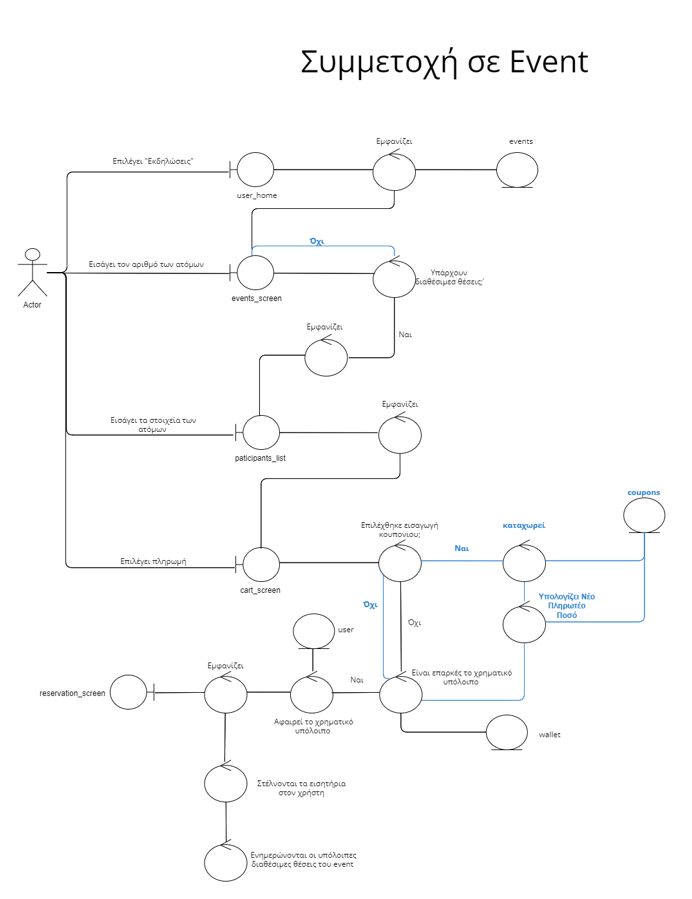 Συμμετοχή σε Event
Επιλέγει "Εκδηλώσεις"
user_home
Εμφανίζει
events
Actor
Εισάγει τον αριθμό των ατόμων
events_screen
Όχι
Υπάρχουν
διαθέσιμεσ θέσεις;'
Εμφανίζει
Ναι
Εισάγει τα στοιχεία των
ατόμων
paticipants_list
Εμφανίζει
Επιλέγει πληρωμή
cart_screen
Επιλέχθηκε εισαγωγή
κουπονιου;
Ναι
καταχωρεί
coupons
Υπολογίζει Νέο
Πληρωτέο
Ποσό
Όχι
Όχι
user
reservation_screen
Εμφανίζει
Αφαιρεί το χρηματικό
υπόλοιπο
Ναι
Είναι επαρκές το χρηματικό
υπόλοιπο
wallet
Στέλνονται τα εισητήρια
στον χρήστη
Ενημερώνονται οι υπόλοιπες
διαθέσιμες θέσεις του event